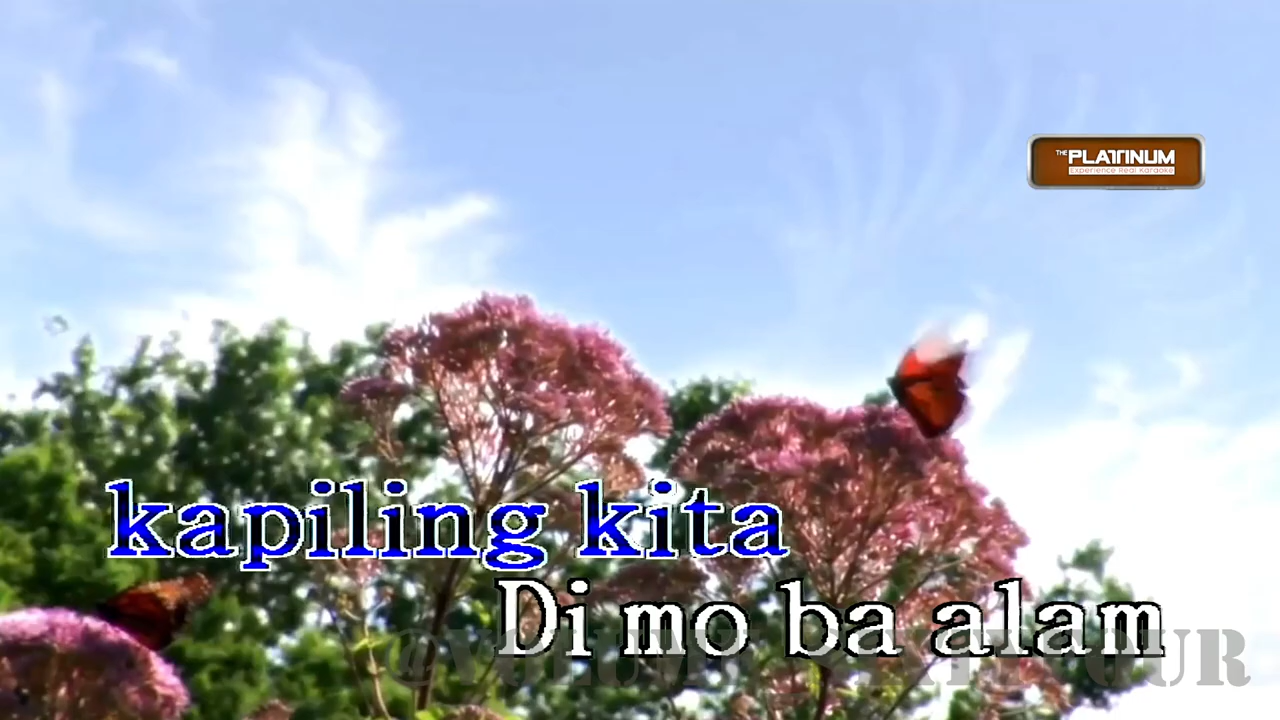 THE PLATINUM
Experience Real Karaoke
kapiling kita
Di mo ba alam